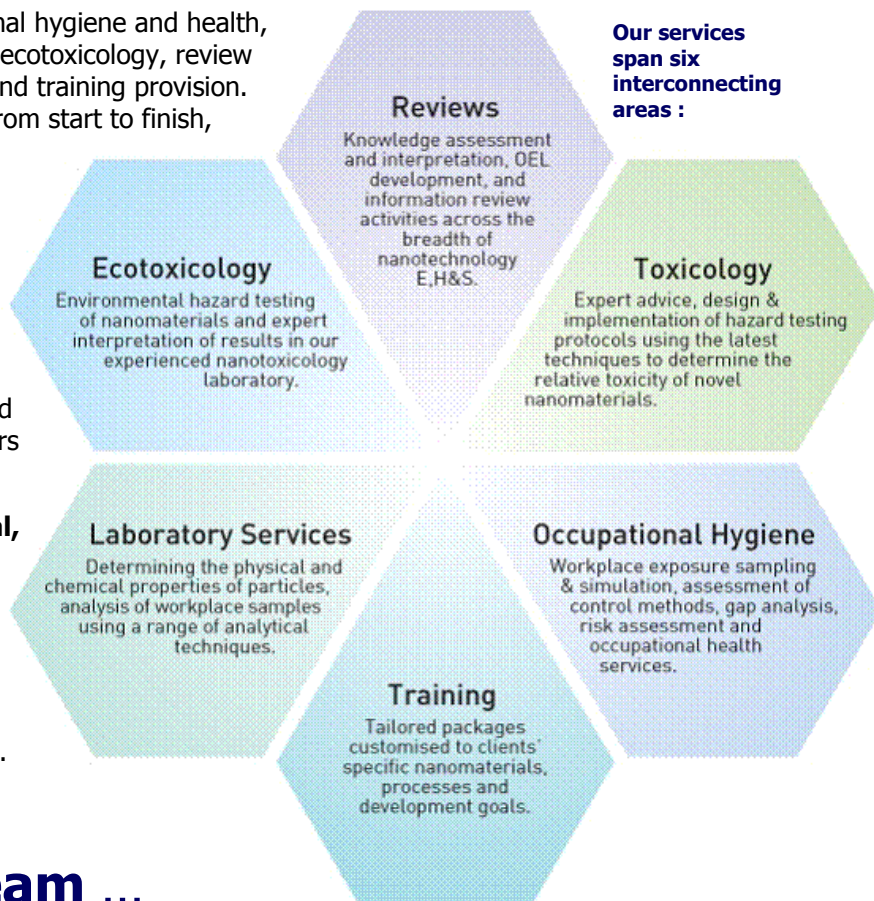 nal hygiene and health,
ecotoxicology, review
nd training provision.
rom start to finish,
Our services
span six
interconnecting
areas :
Reviews
Knowledge assessment
and interpretation, OEL
development, and
information review
activities across the
breadth of
nanotechnology
E,H&S.
Ecotoxicology
Environmental hazard testing
of nanomaterials and expert
interpretation of results in our
experienced nanotoxicology
laboratory.
Toxicology
Expert advice, design &
implementation of hazard testing
protocols using the latest
techniques to determine the
relative toxicity of novel
nanomaterials.
d
rs
l,
Laboratory Services
Determining the physical and
chemical properties of particles,
analysis of workplace samples
using a range of analytical
techniques.
Occupational Hygiene
Workplace exposure sampling
& simulation, assessment of
control methods, gap analysis,
risk assessment and
occupational health
services.
Training
Tailored packages
customised to clients'
specific nanomaterials,
processes and
development goals.
.
eam ...